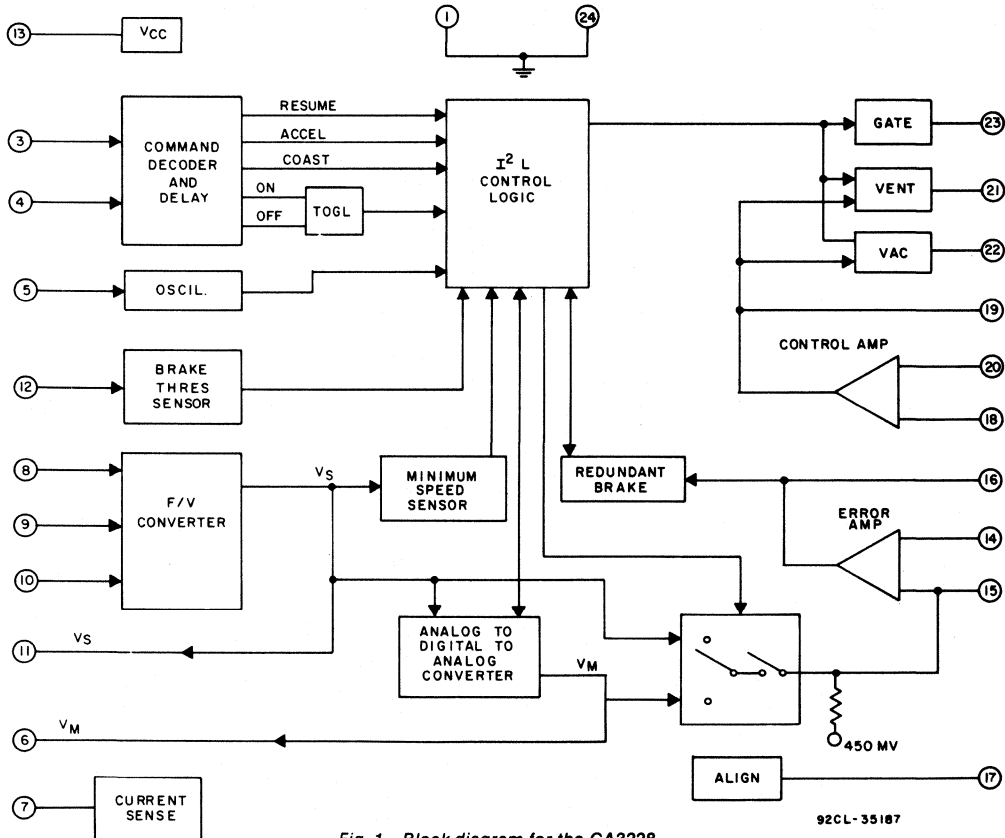 1
24
13
VCC
3
4
COMMAND
DECODER
AND
DELAY
RESUME
ACCEL
COAST
ON
OFF
TOGL
I² L
CONTROL
LOGIC
GATE
23
VENT
21
VAC
22
5
OSCIL.
19
CONTROL AMP
20
18
12
BRAKE
THRES
SENSOR
8
9
10
F/V
CONVERTER
VS
MINIMUM
SPEED
SENSOR
REDUNDANT
BRAKE
16
ERROR
AMP
14
15
11
VS
ANALOG TO
DIGITAL TO
ANALOG
CONVERTER
VM
6
VM
450 MV
ALIGN
17
7
CURRENT
SENSE
92CL-35187
Fig. 1 - Block diagram for the CA3228